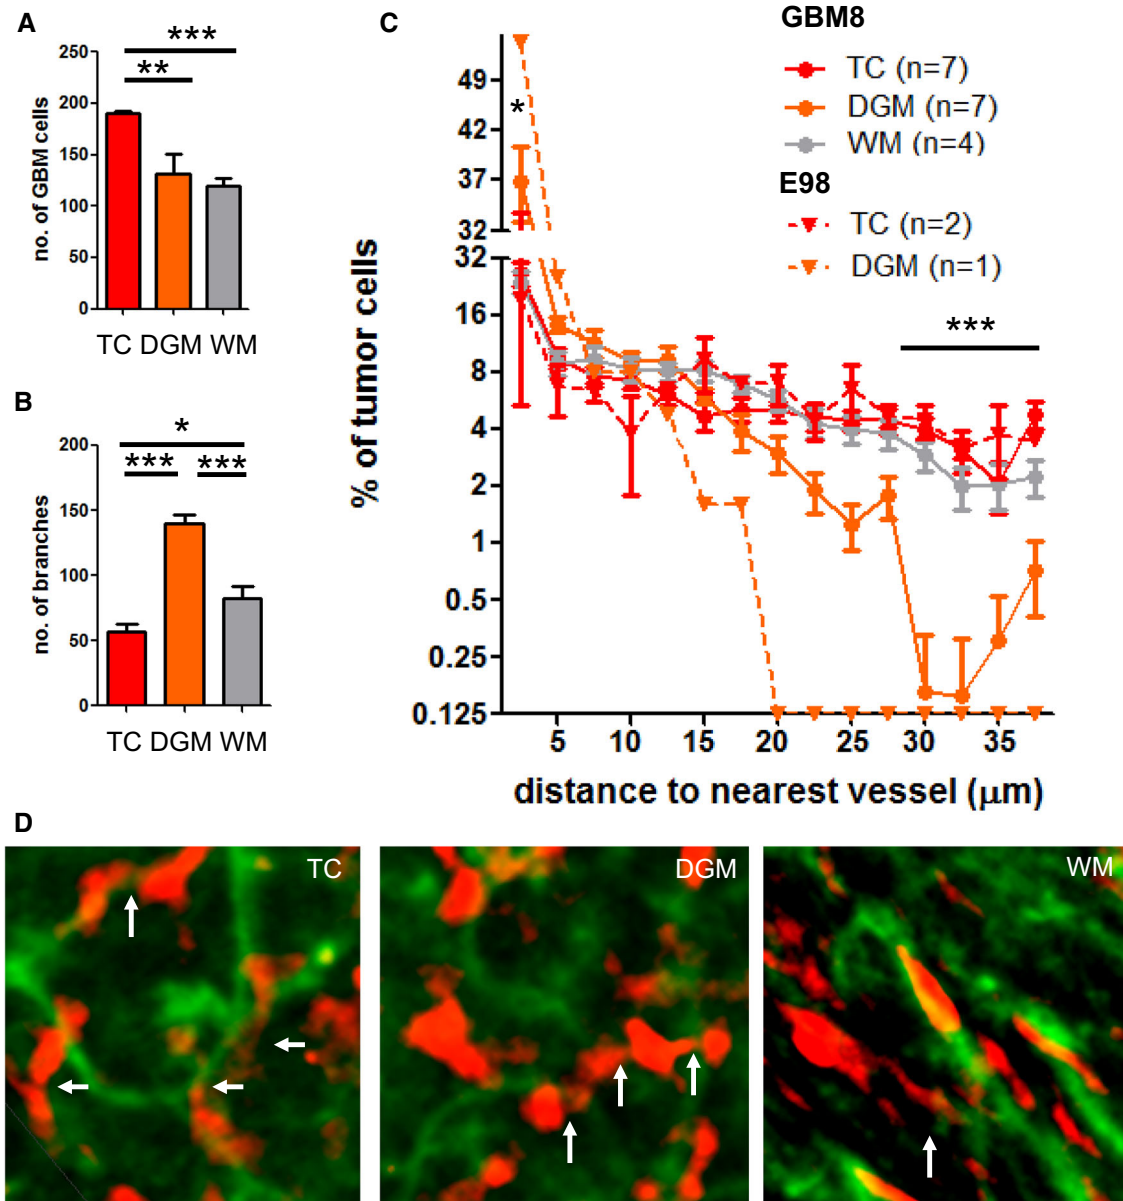 A
***
**
250
200
150
100
50
0
no. of GBM cells
TC DGM WM
B
*
*** ***
200
150
100
50
0
no. of branches
TC DGM WM
C
GBM8
TC (n=7)
DGM (n=7)
WM (n=4)
E98
TC (n=2)
DGM (n=1)
*
***
49
42
37
32
32
16
8
4
2
1
0.5
0.25
0.125
% of tumor cells
5 10 15 20 25 30 35
distance to nearest vessel (μm)
D
TC
DGM
WM